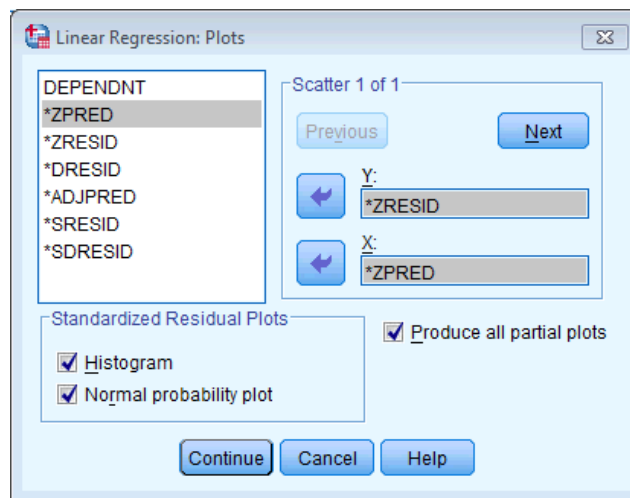 Linear Regression: Plots
DEPENDNT
*ZPRED
*ZRESID
*DRESID
*ADJPRED
*SRESID
*SDRESID
Scatter 1 of 1
Previous
Next
Y:
*ZRESID
X:
*ZPRED
Standardized Residual Plots
Histogram
Normal probability plot
Produce all partial plots
Continue
Cancel
Help